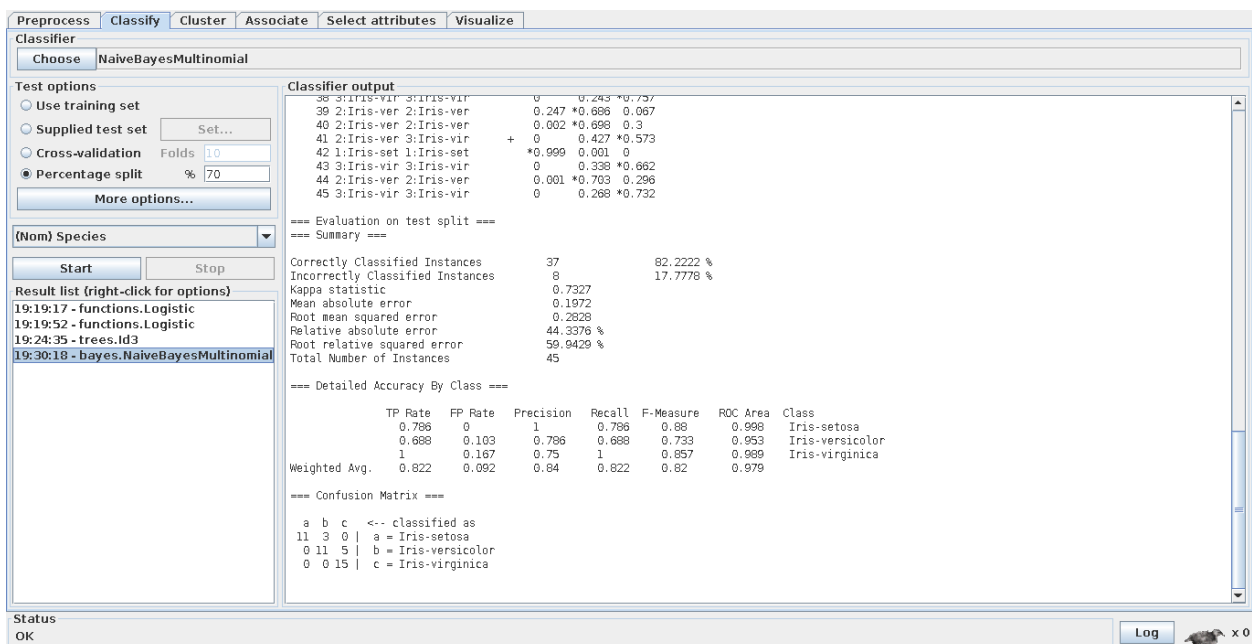 Preprocess Classify Cluster Associate Select attributes Visualize
Classifier
Choose NaiveBayesMultinomial
Test options
Use training set
Supplied test set Set...
Cross-validation Folds 10
Percentage split % 70
More options...
(Nom) Species
Start Stop
Result list (right-click for options)
19:19:17 - functions.Logistic
19:19:52 - functions.Logistic
19:24:35 - trees.Id3
19:30:18 - bayes.NaiveBayesMultinomial
Classifier output
38 3:Iris-vir 3:Iris-vir 0 0.243 *0.757
39 2:Iris-ver 2:Iris-ver 0.247 *0.686 0.067
40 2:Iris-ver 2:Iris-ver 0.002 *0.698 0.3
41 2:Iris-ver 3:Iris-vir + 0 0.427 *0.573
42 1:Iris-set 1:Iris-set *0.999 0.001 0
43 3:Iris-vir 3:Iris-vir 0 0.338 *0.662
44 2:Iris-ver 2:Iris-ver 0.001 *0.703 0.296
45 3:Iris-vir 3:Iris-vir 0 0.268 *0.732
=== Evaluation on test split ===
=== Summary ===
Correctly Classified Instances 37 82.2222 %
Incorrectly Classified Instances 8 17.7778 %
Kappa statistic 0.7327
Mean absolute error 0.1972
Root mean squared error 0.2828
Relative absolute error 44.3376 %
Root relative squared error 59.9429 %
Total Number of Instances 45
=== Detailed Accuracy By Class ===
TP Rate FP Rate Precision Recall F-Measure ROC Area Class
0.786 0 1 0.786 0.88 0.998 Iris-setosa
0.688 0.103 0.786 0.688 0.733 0.953 Iris-versicolor
1 0.167 0.75 1 0.857 0.989 Iris-virginica
Weighted Avg. 0.822 0.092 0.84 0.822 0.82 0.979
=== Confusion Matrix ===
a b c <-- classified as
11 3 0 | a = Iris-setosa
0 11 5 | b = Iris-versicolor
0 0 15 | c = Iris-virginica
Status
OK
Log x 0